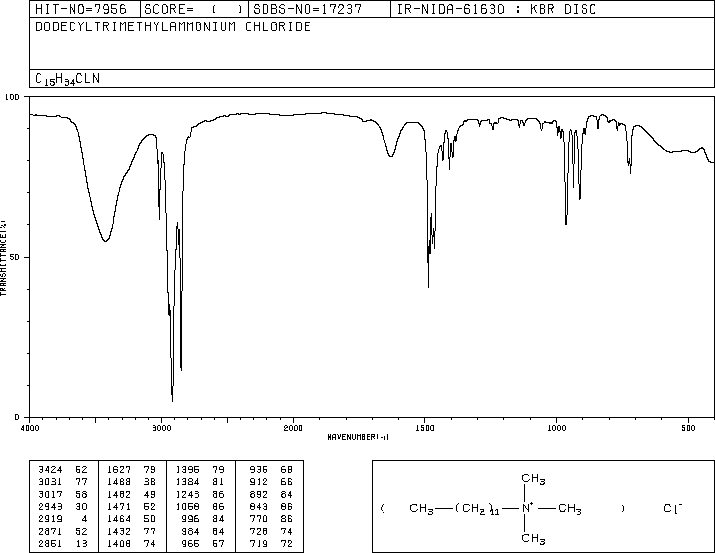 HIT-NO=7956 SCORE= ( ) SDBS-NO=17237 IR-NIDA-61630 : KBR DISC
DODECYLTRIMETHYLAMMONIUM CHLORIDE
C15H34CLN
100
50
0
TRANSMITTANCE(%)
4000 3000 2000 1500 1000 500
WAVENUMBER(-1)
3424 52 1627 79 1396 79 936 68
3031 77 1488 38 1384 81 912 66
3017 58 1482 49 1243 86 892 84
2943 30 1471 52 1058 86 843 86
2919 4 1464 50 996 84 770 86
2871 52 1432 77 984 84 728 74
2851 13 1408 74 966 57 719 72
CH3
( CH3—(CH2)11—N+—CH3 ) Cl-
CH3